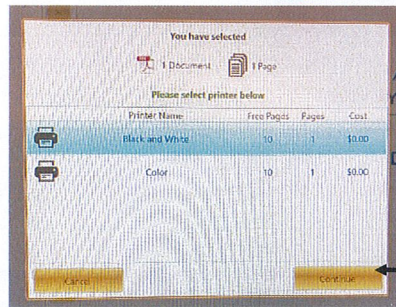 You have selected
1 Document 1 Page
Please select printer below
Printer Name Free Pages Pages Cost
Black and White 10 1 $0.00
Color 10 1 $0.00
Cancel Continue